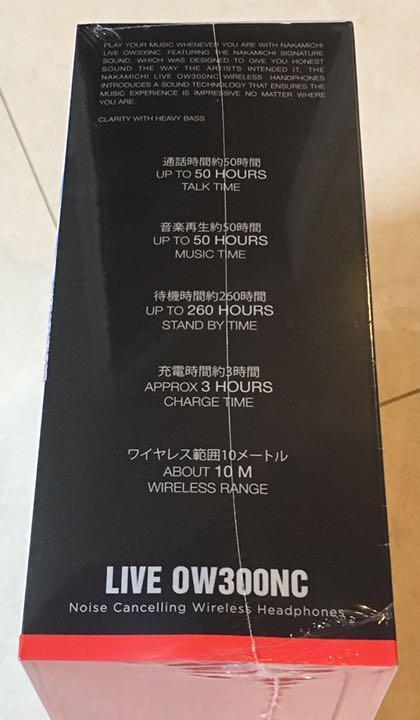 PLAY YOUR MUSIC WHENEVER YOU ARE WITH NAKAMICHI
LIVE OW300NC. FEATURING THE NAKAMICHI SIGNATURE
SOUND, WHICH WAS DESIGNED TO GIVE YOU HONEST
SOUND THE WAY THE ARTISTS INTENDED IT, THE
NAKAMICHI LIVE OW300NC WIRELESS HANDPHONES
INTRODUCES A SOUND TECHNOLOGY THAT ENSURES THE
MUSIC EXPERIENCE IS IMPRESSIVE NO MATTER WHERE
YOU ARE.
CLARITY WITH HEAVY BASS
通話時間約50時間
UP TO 50 HOURS
TALK TIME
音楽再生約50時間
UP TO 50 HOURS
MUSIC TIME
待機時間約260時間
UP TO 260 HOURS
STAND BY TIME
充電時間約3時間
APPROX 3 HOURS
CHARGE TIME
ワイヤレス範囲10メートル
ABOUT 10 M
WIRELESS RANGE
LIVE OW300NC
Noise Cancelling Wireless Headphones